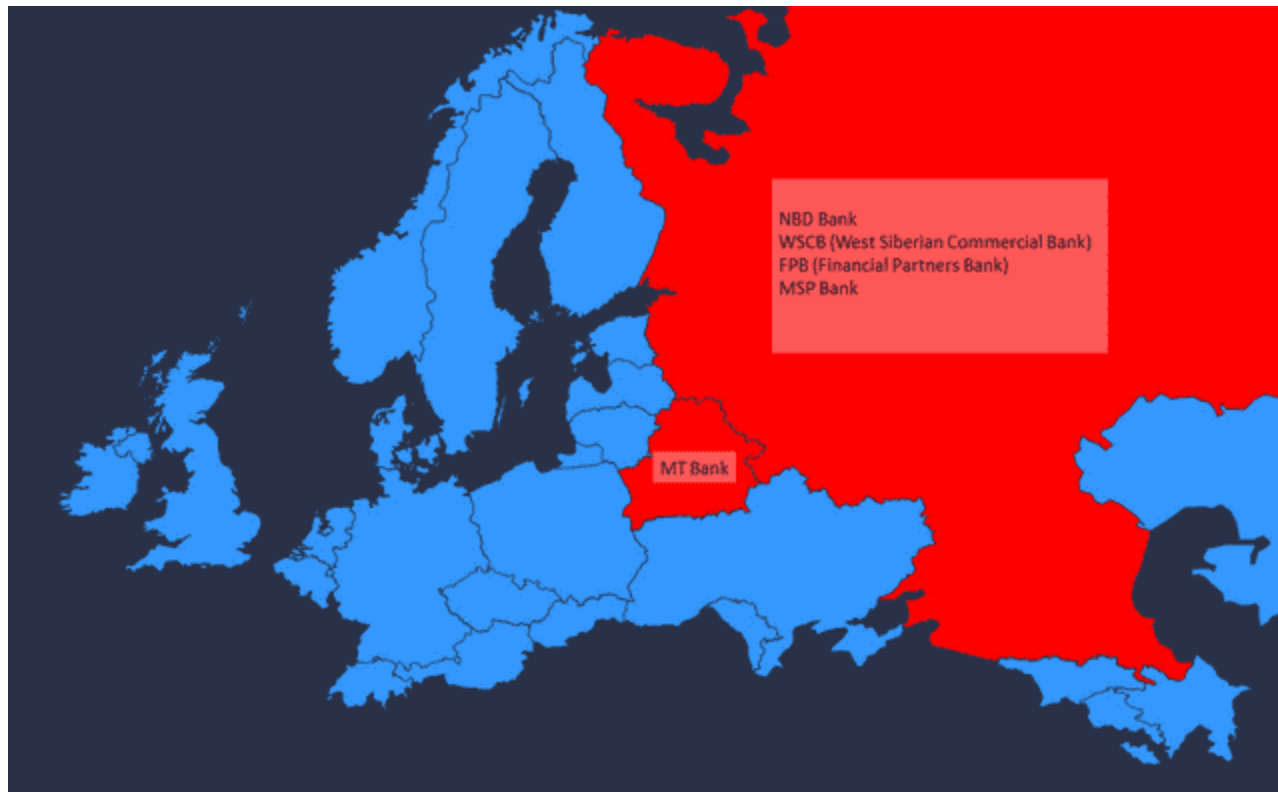 NBD Bank
WSCB (West Siberian Commercial Bank)
FPB (Financial Partners Bank)
MSP Bank
MT Bank